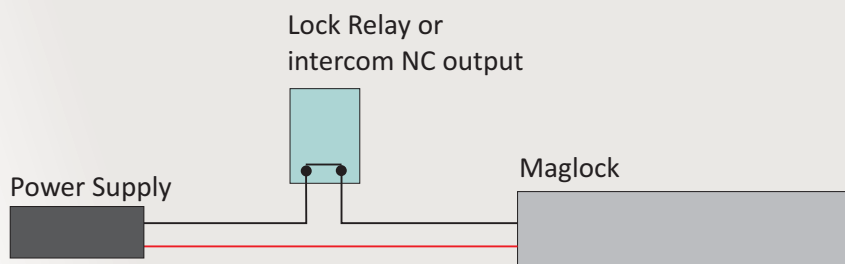 Lock Relay or
intercom NC output
Power Supply
Maglock